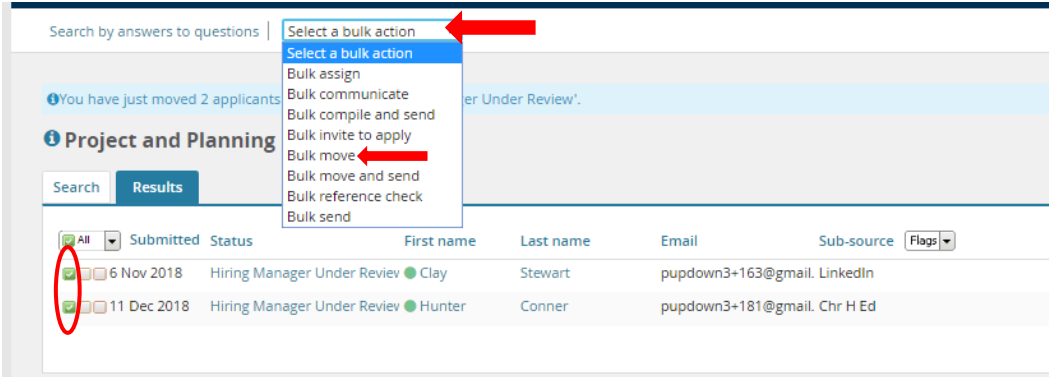 Search by answers to questions | Select a bulk action
Select a bulk action
Bulk assign
Bulk communicate
Bulk compile and send
Bulk invite to apply
Bulk move
Bulk move and send
Bulk reference check
Bulk send
You have just moved 2 applicants er Under Review'.
Project and Planning
Search Results
All Submitted Status First name Last name Email Sub-source Flags
6 Nov 2018 Hiring Manager Under Review Clay Stewart pupdown3+163@gmail. LinkedIn
11 Dec 2018 Hiring Manager Under Review Hunter Conner pupdown3+181@gmail. Chr H Ed